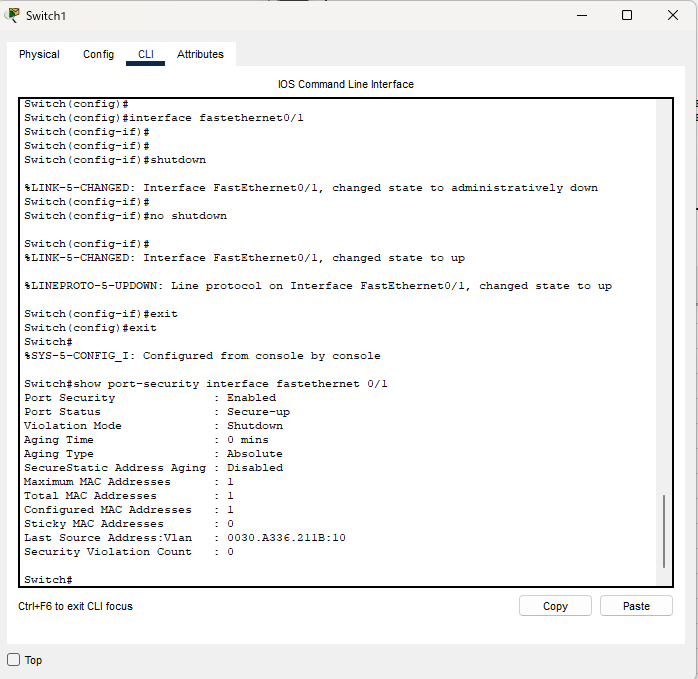 Switch1
Physical Config CLI Attributes
IOS Command Line Interface
Switch(config)#
Switch(config)#interface fastethernet0/1
Switch(config-if)#
Switch(config-if)#
Switch(config-if)#shutdown
%LINK-5-CHANGED: Interface FastEthernet0/1, changed state to administratively down
Switch(config-if)#
Switch(config-if)#no shutdown
Switch(config-if)#
%LINK-5-CHANGED: Interface FastEthernet0/1, changed state to up
%LINEPROTO-5-UPDOWN: Line protocol on Interface FastEthernet0/1, changed state to up
Switch(config-if)#exit
Switch(config)#exit
Switch#
%SYS-5-CONFIG_I: Configured from console by console
Switch#show port-security interface fastethernet 0/1
Port Security : Enabled
Port Status : Secure-up
Violation Mode : Shutdown
Aging Time : 0 mins
Aging Type : Absolute
SecureStatic Address Aging : Disabled
Maximum MAC Addresses : 1
Total MAC Addresses : 1
Configured MAC Addresses : 1
Sticky MAC Addresses : 0
Last Source Address:Vlan : 0030.A336.211B:10
Security Violation Count : 0
Switch#
Ctrl+F6 to exit CLI focus
Copy Paste
Top